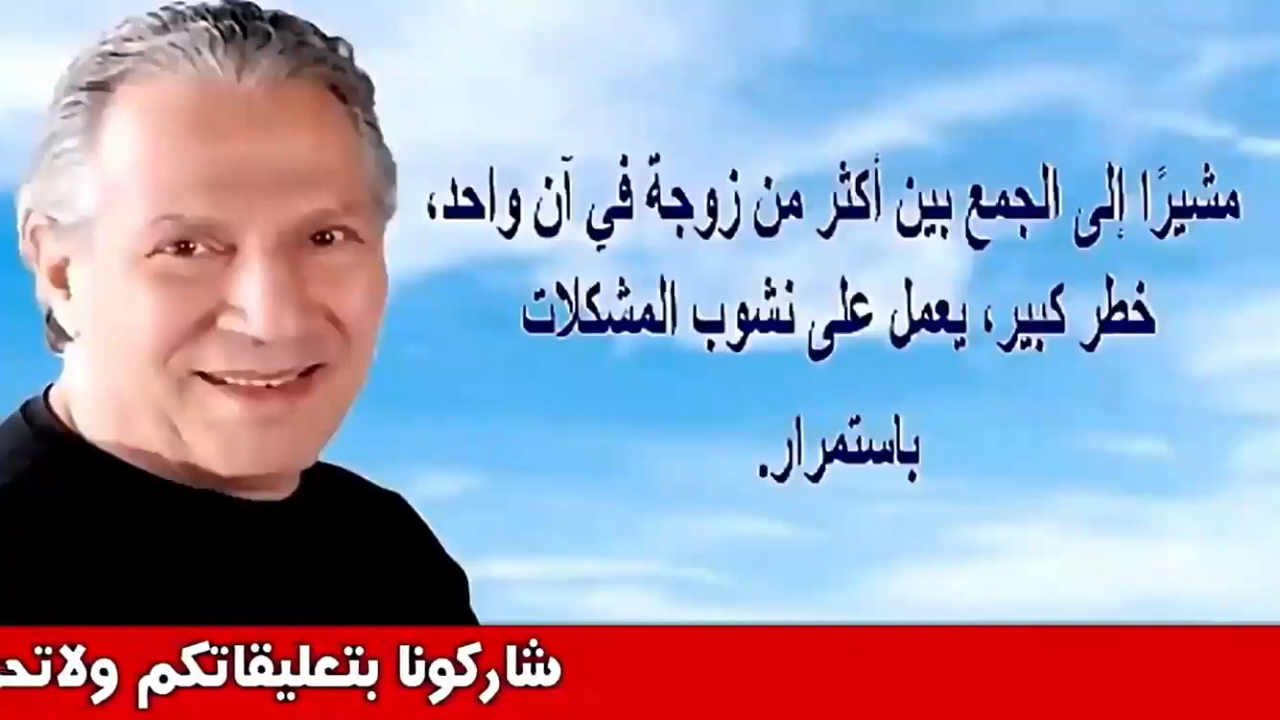 مشيرًا إلى الجمع بين أكثر من زوجة في آن واحد،
خطر كبير، يعمل على نشوب المشكلات
باستمرار.
شاركونا بتعليقاتكم